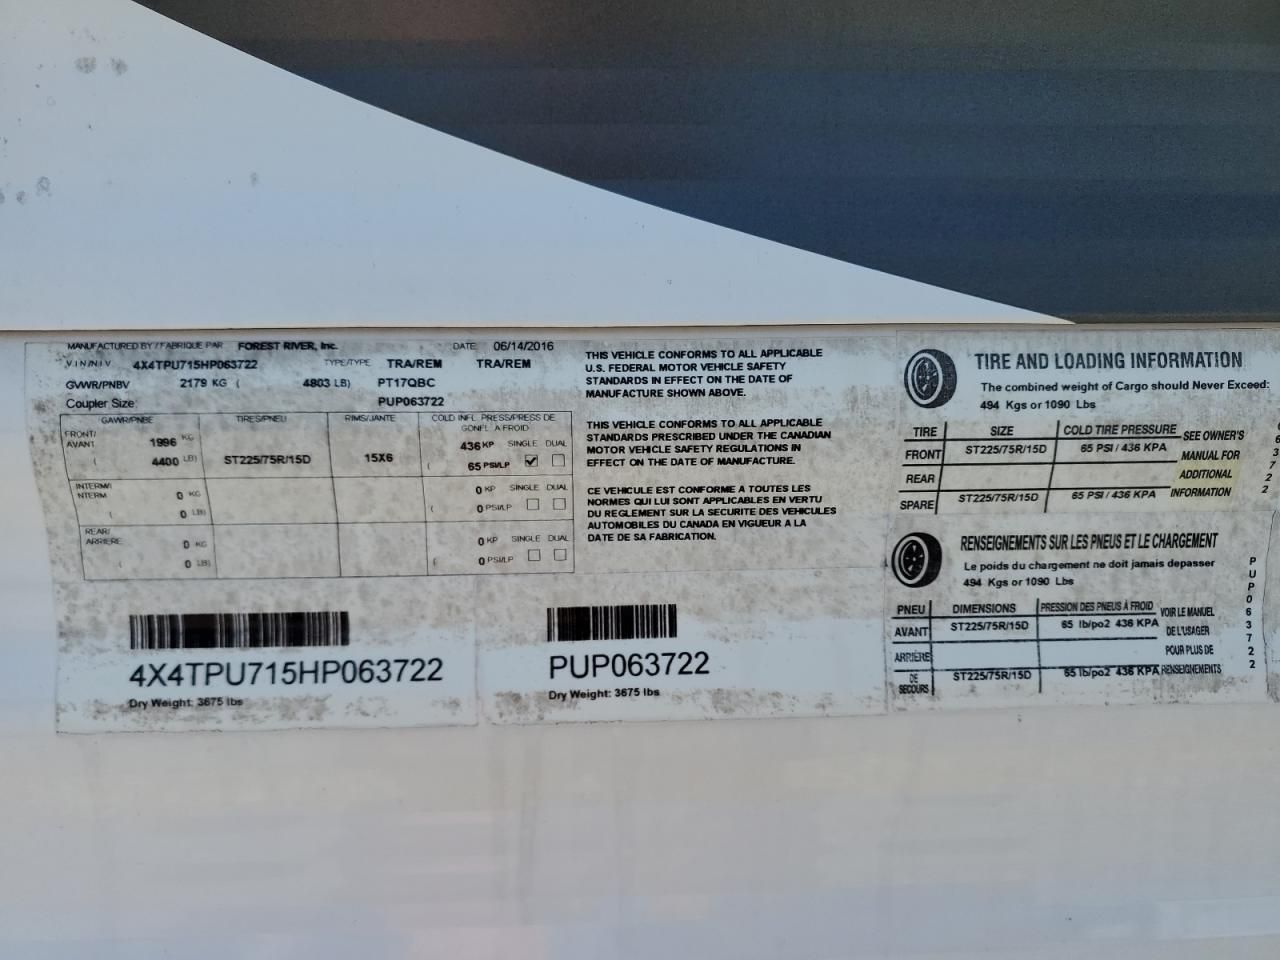 MANUFACTURED BY / FABRIQUE PAR FOREST RIVER, Inc. DATE 06/14/2016
VIN/NIV 4X4TPU715HP063722 TYPE/TYPE TRA/REM TRA/REM
GVWR/PNBV 2179 KG ( 4803 LB) PT17QBC
Coupler Size: PUP063722
GAWR/PNBE TIRES/PNEU RIMS/JANTE COLD INFL. PRESS/PRESS DE
GONFL. A FROID
FRONT/
AVANT 1996 KG 436 KP SINGLE DUAL
( 4400 LB) ST225/75R/15D 15X6 ( 65 PSI/LP
INTERM/
INTERM 0 KG 0 KP SINGLE DUAL
( 0 LB) ( 0 PSI/LP
REAR/
ARRIERE 0 KG 0 KP SINGLE DUAL
( 0 LB) ( 0 PSI/LP
THIS VEHICLE CONFORMS TO ALL APPLICABLE
U.S. FEDERAL MOTOR VEHICLE SAFETY
STANDARDS IN EFFECT ON THE DATE OF
MANUFACTURE SHOWN ABOVE.
THIS VEHICLE CONFORMS TO ALL APPLICABLE
STANDARDS PRESCRIBED UNDER THE CANADIAN
MOTOR VEHICLE SAFETY REGULATIONS IN
EFFECT ON THE DATE OF MANUFACTURE.
CE VEHICULE EST CONFORME A TOUTES LES
NORMES QUI LUI SONT APPLICABLES EN VERTU
DU REGLEMENT SUR LA SECURITE DES VEHICULES
AUTOMOBILES DU CANADA EN VIGUEUR A LA
DATE DE SA FABRICATION.
4X4TPU715HP063722
Dry Weight: 3675 lbs
PUP063722
Dry Weight: 3675 lbs
TIRE AND LOADING INFORMATION
The combined weight of Cargo should Never Exceed:
494 Kgs or 1090 Lbs
TIRE SIZE COLD TIRE PRESSURE SEE OWNER'S
FRONT ST225/75R/15D 65 PSI / 436 KPA MANUAL FOR
REAR ADDITIONAL
SPARE ST225/75R/15D 65 PSI / 436 KPA INFORMATION
RENSEIGNEMENTS SUR LES PNEUS ET LE CHARGEMENT
Le poids du chargement ne doit jamais depasser
494 Kgs or 1090 Lbs
PNEU DIMENSIONS PRESSION DES PNEUS À FROID VOIR LE MANUEL
AVANT ST225/75R/15D 65 lb/po2 436 KPA DE L'USAGER
ARRIÈRE POUR PLUS DE
DE
SECOURS ST225/75R/15D 65 lb/po2 436 KPA RENSEIGNEMENTS
PUP063722